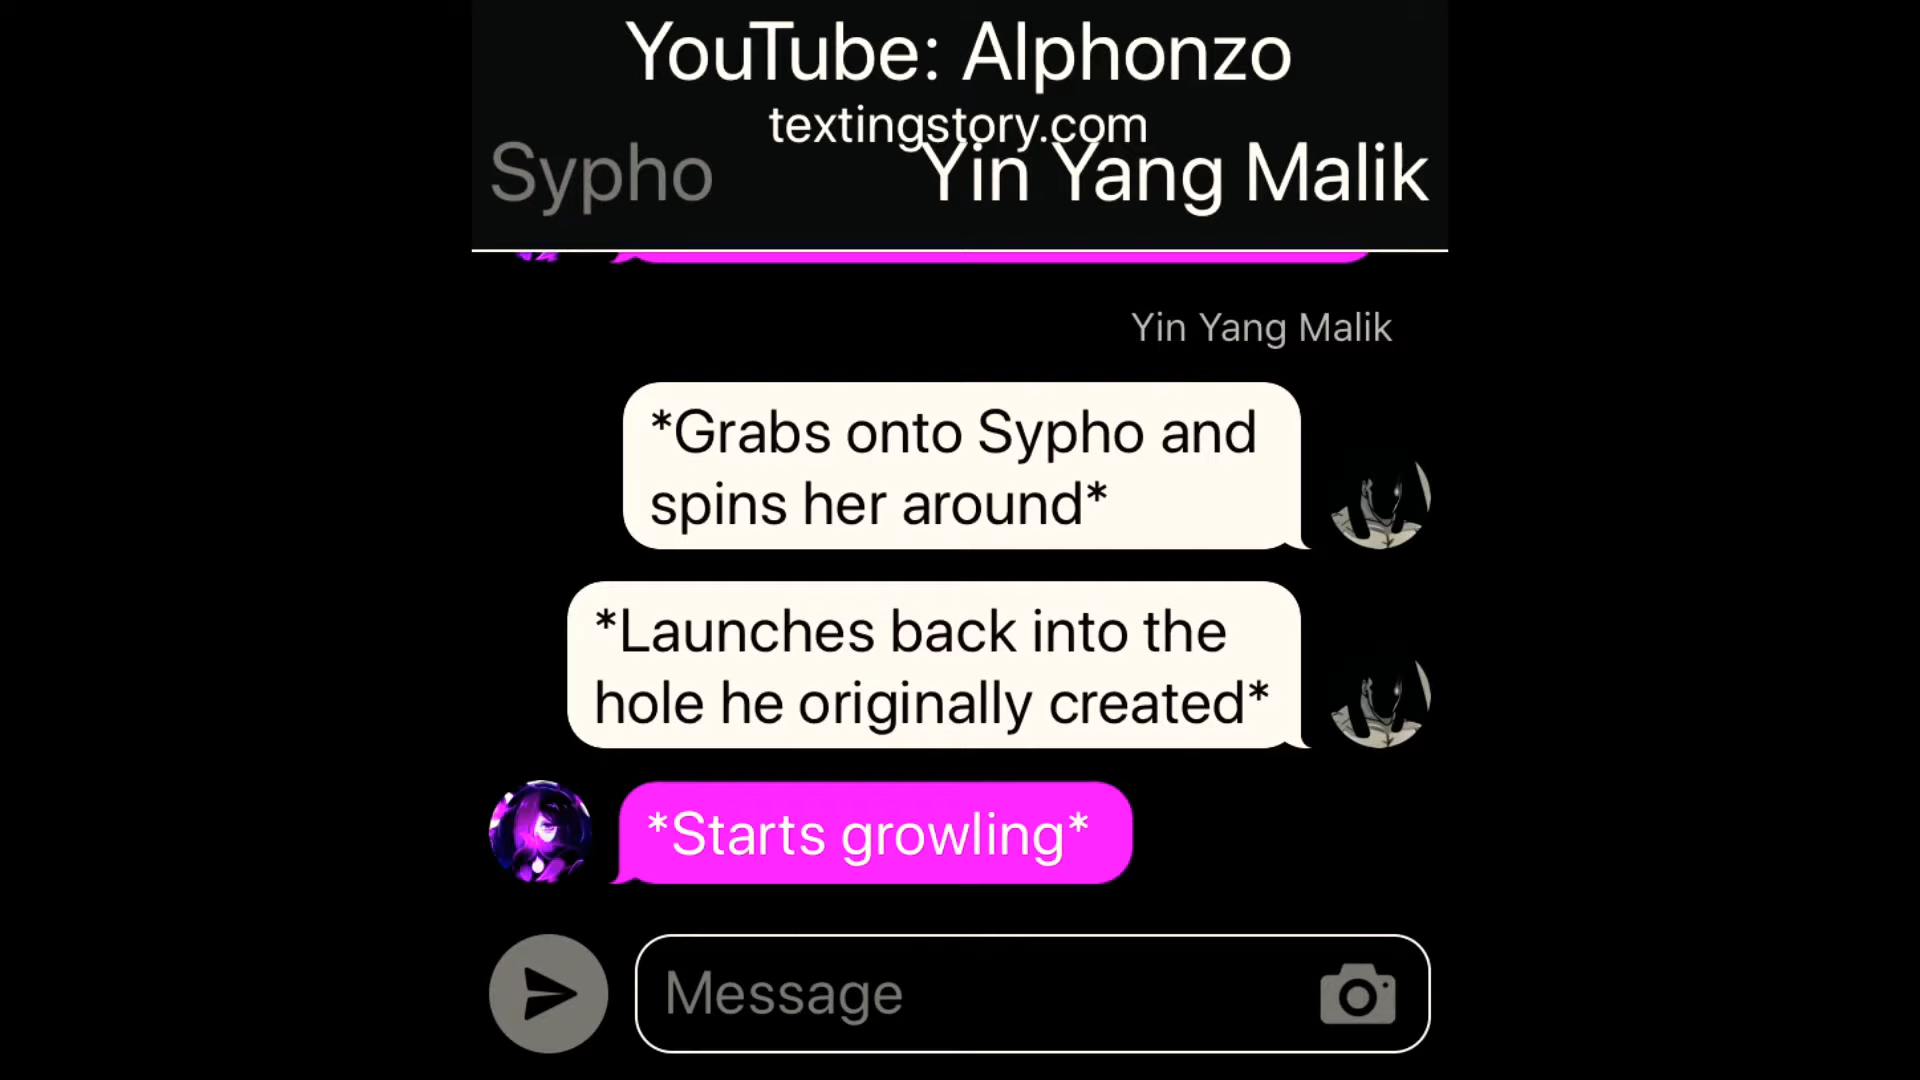 YouTube: Alphonzo
textingstory.com
Sypho
Yin Yang Malik
Yin Yang Malik
*Grabs onto Sypho and
spins her around*
*Launches back into the
hole he originally created*
*Starts growling*
Message